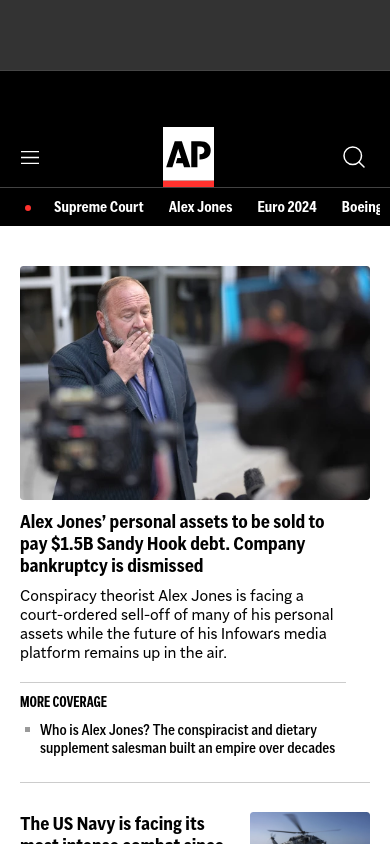 AP
Supreme Court Alex Jones Euro 2024 Boeing
Alex Jones’ personal assets to be sold to
pay $1.5B Sandy Hook debt. Company
bankruptcy is dismissed
Conspiracy theorist Alex Jones is facing a
court-ordered sell-off of many of his personal
assets while the future of his Infowars media
platform remains up in the air.
MORE COVERAGE
Who is Alex Jones? The conspiracist and dietary
supplement salesman built an empire over decades
The US Navy is facing its
most intense combat since